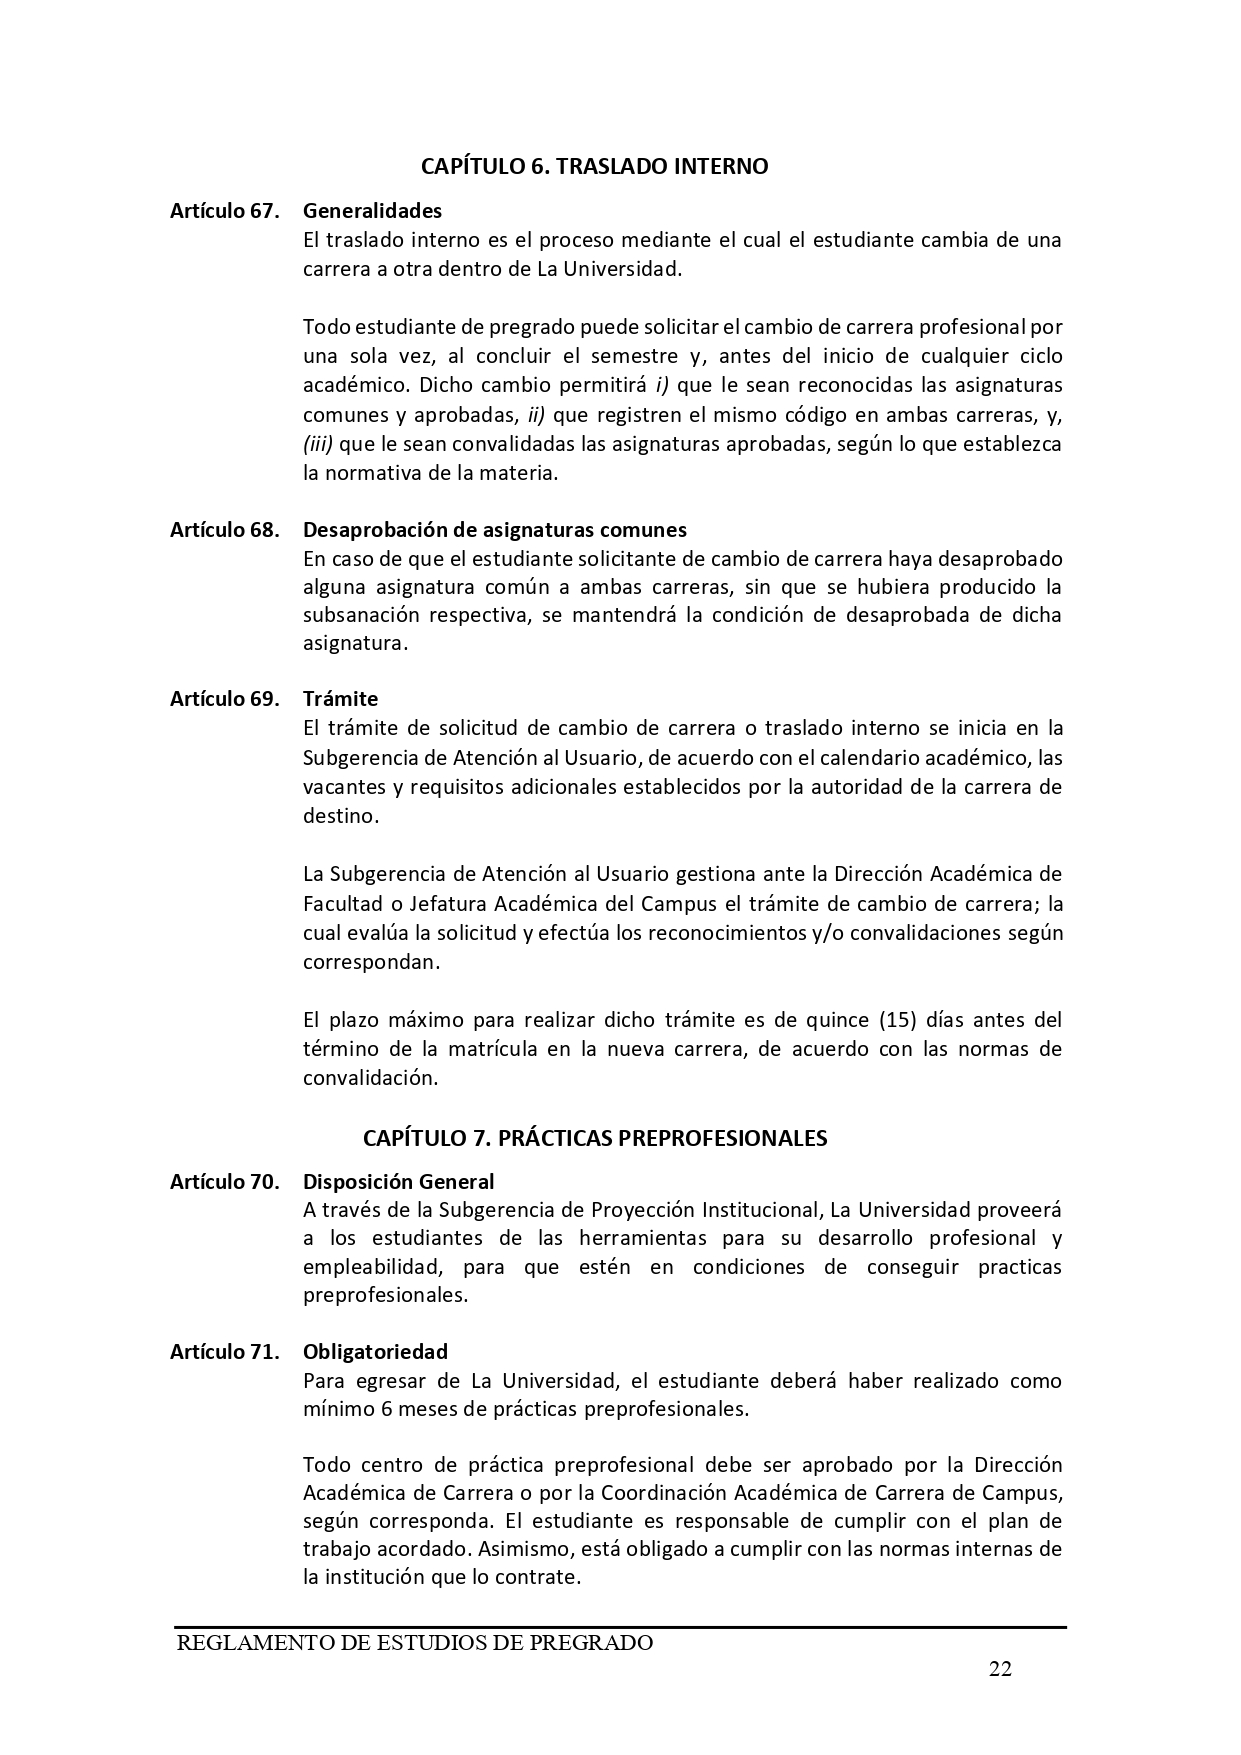 CAPÍTULO 6. TRASLADO INTERNO
Artículo 67. Generalidades
El traslado interno es el proceso mediante el cual el estudiante cambia de una
carrera a otra dentro de La Universidad.
Todo estudiante de pregrado puede solicitar el cambio de carrera profesional por
una sola vez, al concluir el semestre y, antes del inicio de cualquier ciclo
académico. Dicho cambio permitirá i) que le sean reconocidas las asignaturas
comunes y aprobadas, ii) que registren el mismo código en ambas carreras, y,
(iii) que le sean convalidadas las asignaturas aprobadas, según lo que establezca
la normativa de la materia.
Artículo 68. Desaprobación de asignaturas comunes
En caso de que el estudiante solicitante de cambio de carrera haya desaprobado
alguna asignatura común a ambas carreras, sin que se hubiera producido la
subsanación respectiva, se mantendrá la condición de desaprobada de dicha
asignatura.
Artículo 69. Trámite
El trámite de solicitud de cambio de carrera o traslado interno se inicia en la
Subgerencia de Atención al Usuario, de acuerdo con el calendario académico, las
vacantes y requisitos adicionales establecidos por la autoridad de la carrera de
destino.
La Subgerencia de Atención al Usuario gestiona ante la Dirección Académica de
Facultad o Jefatura Académica del Campus el trámite de cambio de carrera; la
cual evalúa la solicitud y efectúa los reconocimientos y/o convalidaciones según
correspondan.
El plazo máximo para realizar dicho trámite es de quince (15) días antes del
término de la matrícula en la nueva carrera, de acuerdo con las normas de
convalidación.
CAPÍTULO 7. PRÁCTICAS PREPROFESIONALES
Artículo 70. Disposición General
A través de la Subgerencia de Proyección Institucional, La Universidad proveerá
a los estudiantes de las herramientas para su desarrollo profesional y
empleabilidad, para que estén en condiciones de conseguir practicas
preprofesionales.
Artículo 71. Obligatoriedad
Para egresar de La Universidad, el estudiante deberá haber realizado como
mínimo 6 meses de prácticas preprofesionales.
Todo centro de práctica preprofesional debe ser aprobado por la Dirección
Académica de Carrera o por la Coordinación Académica de Carrera de Campus,
según corresponda. El estudiante es responsable de cumplir con el plan de
trabajo acordado. Asimismo, está obligado a cumplir con las normas internas de
la institución que lo contrate.
REGLAMENTO DE ESTUDIOS DE PREGRADO
22